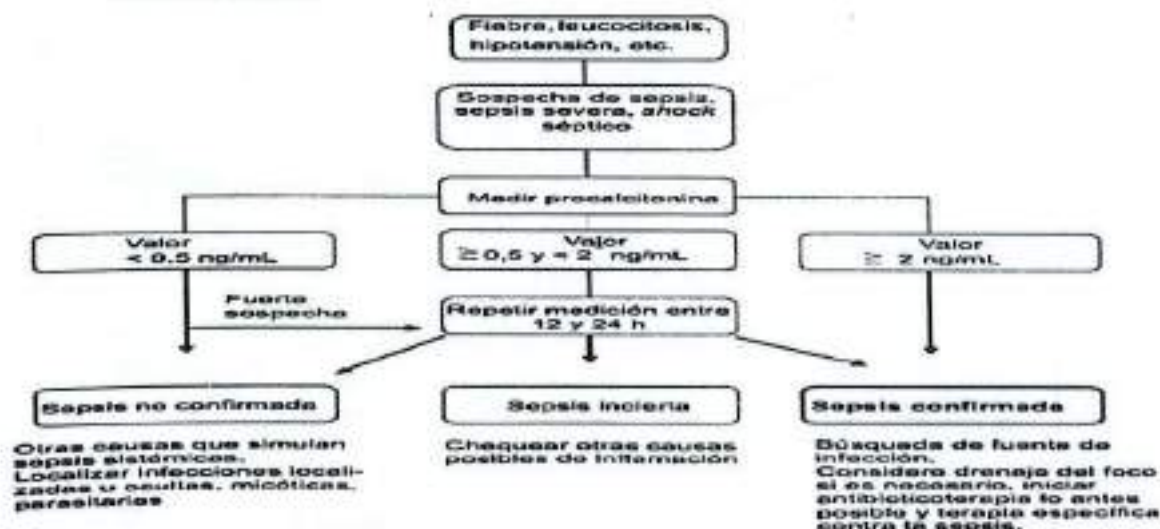 Fiebre, leucocitosis,
hipotensión, etc.
Sospecha de sepsis,
sepsis severa, shock
séptico
Medir procalcitonina
Valor
< 0.5 ng/mL
Valor
≥ 0,5 y < 2 ng/mL
Valor
≥ 2 ng/mL
Fuerte
sospecha
Repetir medición entre
12 y 24 h
Sepsis no confirmada
Sepsis incierta
Sepsis confirmada
Otras causas que simulan
sepsis sistémicas.
Localizar infecciones locali-
zadas u ocultas, micóticas,
parasitarias
Chequear otras causas
posibles de inflamación
Búsqueda de fuente de
infección.
Considere drenaje del foco
si es necesario, iniciar
antibioticoterapia lo antes
posible y terapia específica
contra la sepsis.